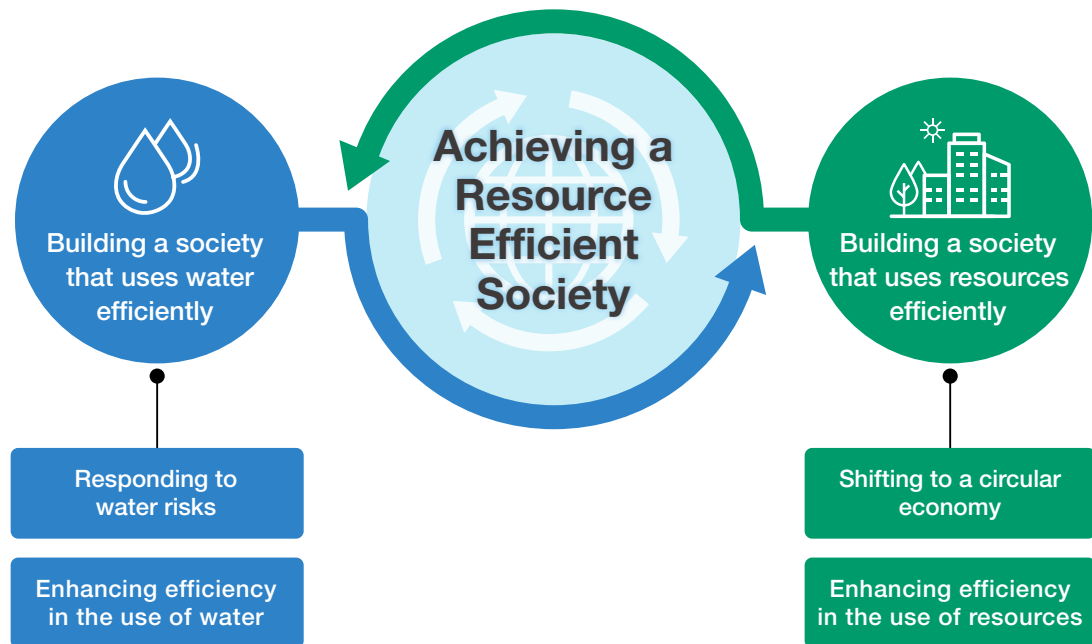 Achieving a
Resource
Efficient
Society
Building a society
that uses water
efficiently
Building a society
that uses resources
efficiently
Responding to
water risks
Enhancing efficiency
in the use of water
Shifting to a circular
economy
Enhancing efficiency
in the use of resources